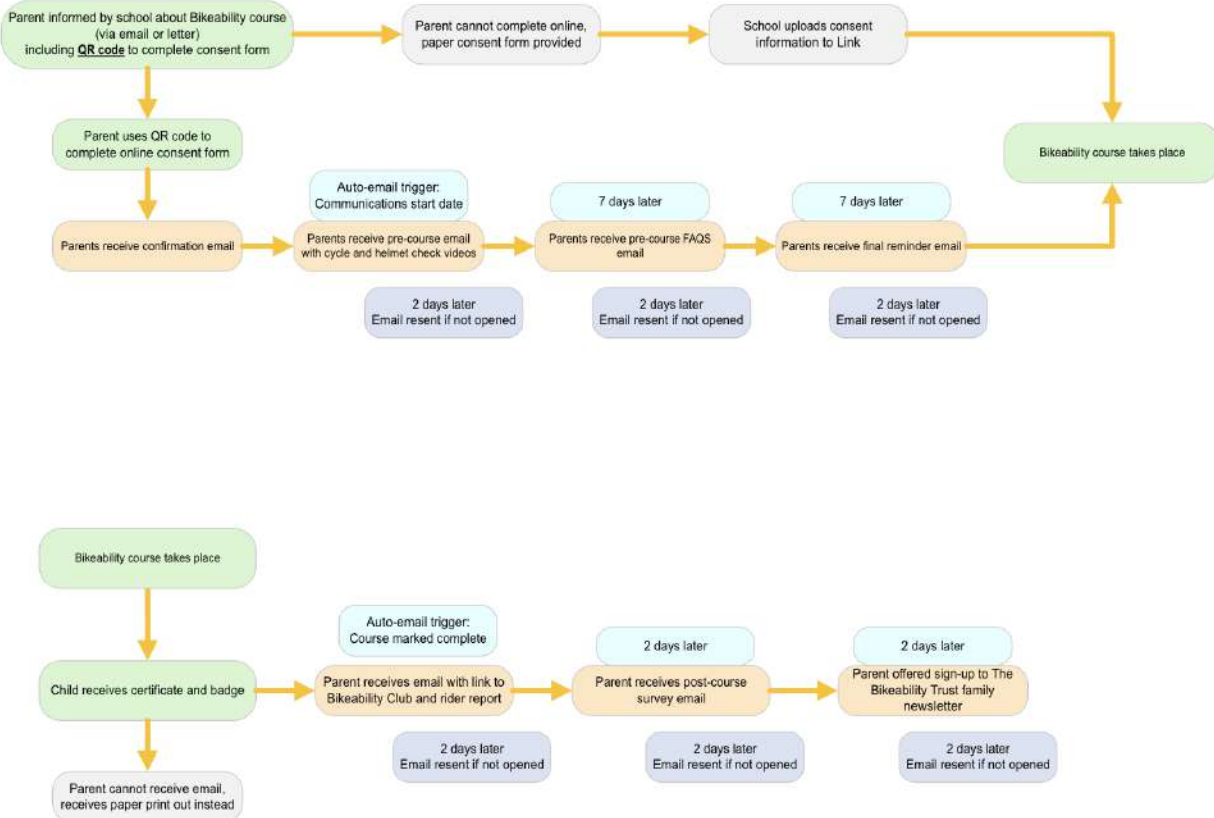 Parent informed by school about Bikeability course
(via email or letter)
including QR code to complete consent form
Parent cannot complete online,
paper consent form provided
School uploads consent
information to Link
Parent uses QR code to
complete online consent form
Bikeability course takes place
Auto-email trigger:
Communications start date
7 days later
7 days later
Parents receive confirmation email
Parents receive pre-course email
with cycle and helmet check videos
Parents receive pre-course FAQS
email
Parents receive final reminder email
2 days later
Email resent if not opened
2 days later
Email resent if not opened
2 days later
Email resent if not opened
Bikeability course takes place
Auto-email trigger:
Course marked complete
2 days later
2 days later
Child receives certificate and badge
Parent receives email with link to
Bikeability Club and rider report
Parent receives post-course
survey email
Parent offered sign-up to The
Bikeability Trust family
newsletter
2 days later
Email resent if not opened
2 days later
Email resent if not opened
2 days later
Email resent if not opened
Parent cannot receive email,
receives paper print out instead